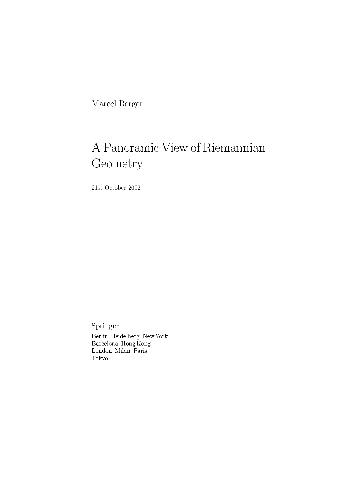 Marcel Berger
A Panoramic View of Riemannian
Geometry
21st October 2002
Springer
Berlin Heidelberg New York
Barcelona Hong Kong
London Milan Paris
Tokyo